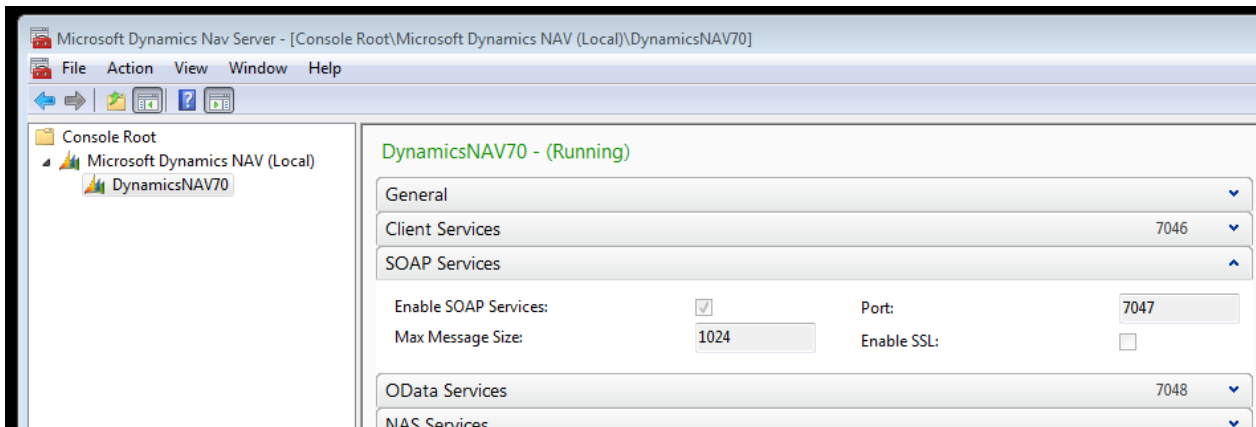 Microsoft Dynamics Nav Server - [Console Root\Microsoft Dynamics NAV (Local)\DynamicsNAV70]
File Action View Window Help
Console Root
Microsoft Dynamics NAV (Local)
DynamicsNAV70
DynamicsNAV70 - (Running)
General
Client Services 7046
SOAP Services
Enable SOAP Services: Port: 7047
Max Message Size: 1024 Enable SSL:
OData Services 7048
NAS Services